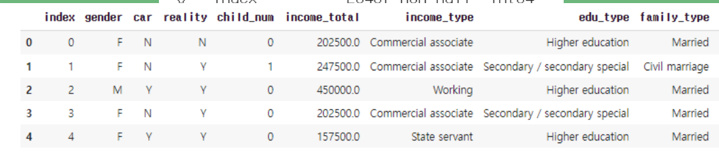 index gender car reality child_num income_total income_type edu_type family_type
0 0 F N N 0 202500.0 Commercial associate Higher education Married
1 1 F N Y 1 247500.0 Commercial associate Secondary / secondary special Civil marriage
2 2 M Y Y 0 450000.0 Working Higher education Married
3 3 F N Y 0 202500.0 Commercial associate Secondary / secondary special Married
4 4 F Y Y 0 157500.0 State servant Higher education Married